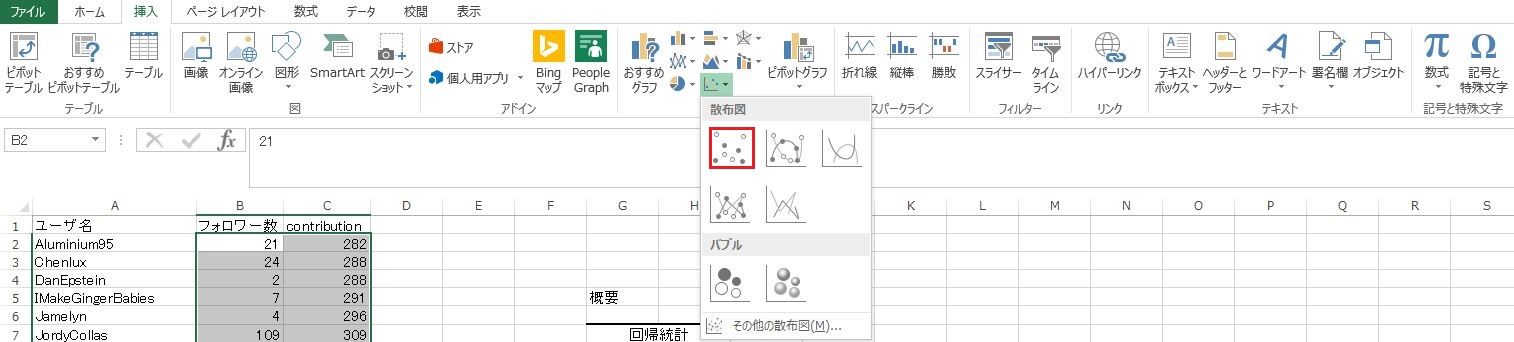 ファイル ホーム 挿入 ページ レイアウト 数式 データ 校閲 表示
ピボット
テーブル
おすすめ
ピボットテーブル
テーブル
テーブル
画像
オンライン
画像
図形
SmartArt
スクリーン
ショット
図
ストア
個人用アプリ
Bing
マップ
People
Graph
アドイン
おすすめ
グラフ
ピボットグラフ
折れ線
縦棒
勝敗
スパークライン
スライサー
タイム
ライン
フィルター
ハイパーリンク
リンク
テキスト
ボックス
ヘッダーと
フッター
ワードアート
署名欄
オブジェクト
テキスト
数式
記号と
特殊文字
記号と特殊文字
散布図
バブル
その他の散布図(M)...
B2 fx 21
A B C D E F G H K L M N O P Q R S
1 ユーザ名 フォロワー数 contribution
2 Aluminium95 21 282
3 Chenlux 24 288
4 DanEpstein 2 288
5 IMakeGingerBabies 7 291 概要
6 Jamelyn 4 296
7 JordyCollas 109 309 回帰統計